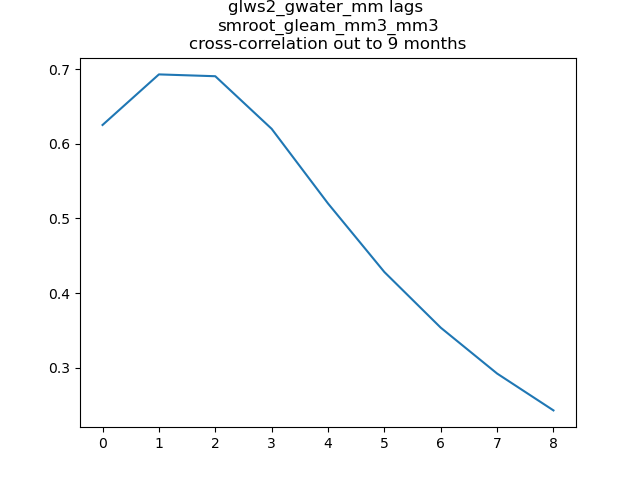 glws2_gwater_mm lags
smroot_gleam_mm3_mm3
cross-correlation out to 9 months
0.7
0.6
0.5
0.4
0.3
0 1 2 3 4 5 6 7 8